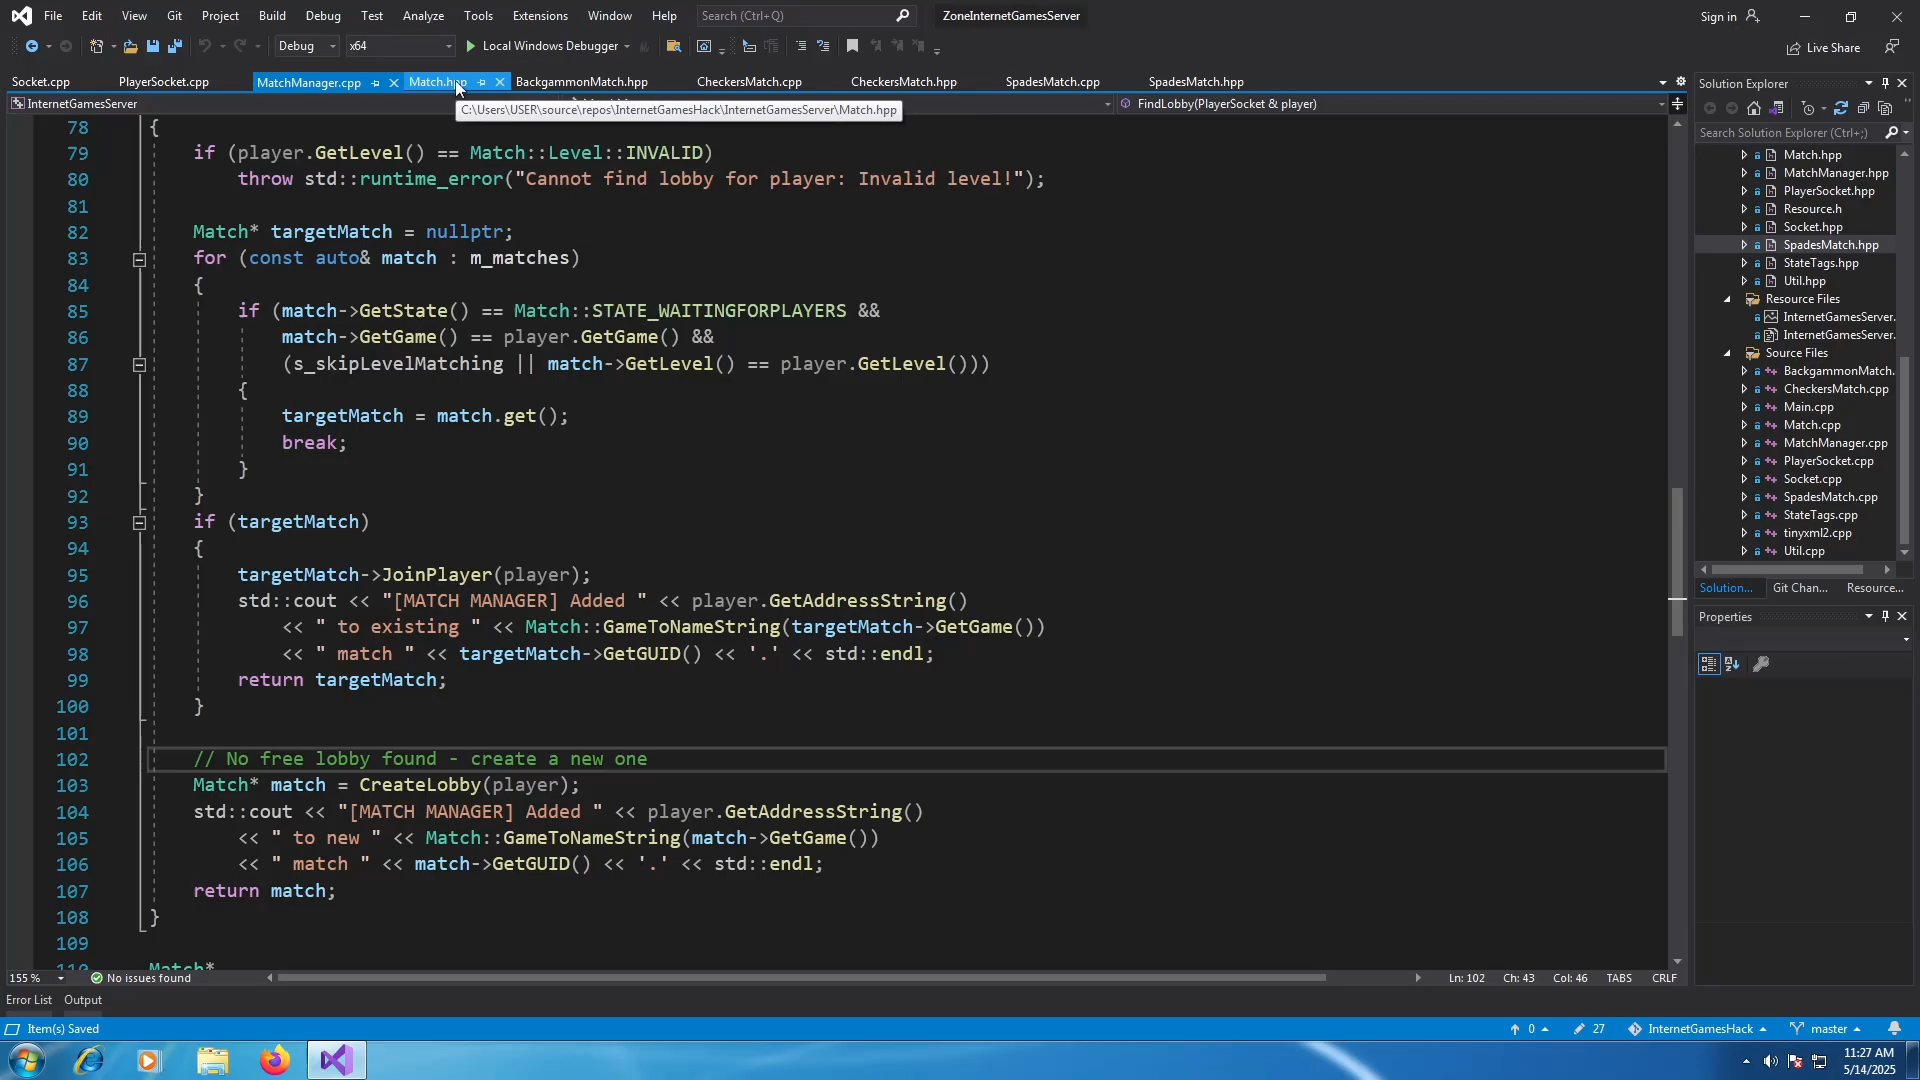 File Edit View Git Project Build Debug Test Analyze Tools Extensions Window Help Search (Ctrl+Q) ZoneInternetGamesServer Sign in
Debug x64 Local Windows Debugger Live Share
Socket.cpp PlayerSocket.cpp MatchManager.cpp Match.hpp BackgammonMatch.hpp CheckersMatch.cpp CheckersMatch.hpp SpadesMatch.cpp SpadesMatch.hpp
InternetGamesServer FindLobby(PlayerSocket & player)
C:\Users\USER\source\repos\InternetGamesHack\InternetGamesServer\Match.hpp
78 {
79 if (player.GetLevel() == Match::Level::INVALID)
80 throw std::runtime_error("Cannot find lobby for player: Invalid level!");
81
82 Match* targetMatch = nullptr;
83 for (const auto& match : m_matches)
84 {
85 if (match->GetState() == Match::STATE_WAITINGFORPLAYERS &&
86 match->GetGame() == player.GetGame() &&
87 (s_skipLevelMatching || match->GetLevel() == player.GetLevel()))
88 {
89 targetMatch = match.get();
90 break;
91 }
92 }
93 if (targetMatch)
94 {
95 targetMatch->JoinPlayer(player);
96 std::cout << "[MATCH MANAGER] Added " << player.GetAddressString()
97 << " to existing " << Match::GameToNameString(targetMatch->GetGame())
98 << " match " << targetMatch->GetGUID() << '.' << std::endl;
99 return targetMatch;
100 }
101
102 // No free lobby found - create a new one
103 Match* match = CreateLobby(player);
104 std::cout << "[MATCH MANAGER] Added " << player.GetAddressString()
105 << " to new " << Match::GameToNameString(match->GetGame())
106 << " match " << match->GetGUID() << '.' << std::endl;
107 return match;
108 }
109
110 Match*
155 % No issues found Ln: 102 Ch: 43 Col: 46 TABS CRLF
Error List Output
Solution Explorer
Search Solution Explorer (Ctrl+;)
Match.hpp
MatchManager.hpp
PlayerSocket.hpp
Resource.h
Socket.hpp
SpadesMatch.hpp
StateTags.hpp
Util.hpp
Resource Files
InternetGamesServer.
InternetGamesServer.
Source Files
BackgammonMatch.
CheckersMatch.cpp
Main.cpp
Match.cpp
MatchManager.cpp
PlayerSocket.cpp
Socket.cpp
SpadesMatch.cpp
StateTags.cpp
tinyxml2.cpp
Util.cpp
Solution... Git Chan... Resource...
Properties
Item(s) Saved 0 27 InternetGamesHack master
11:27 AM
5/14/2025